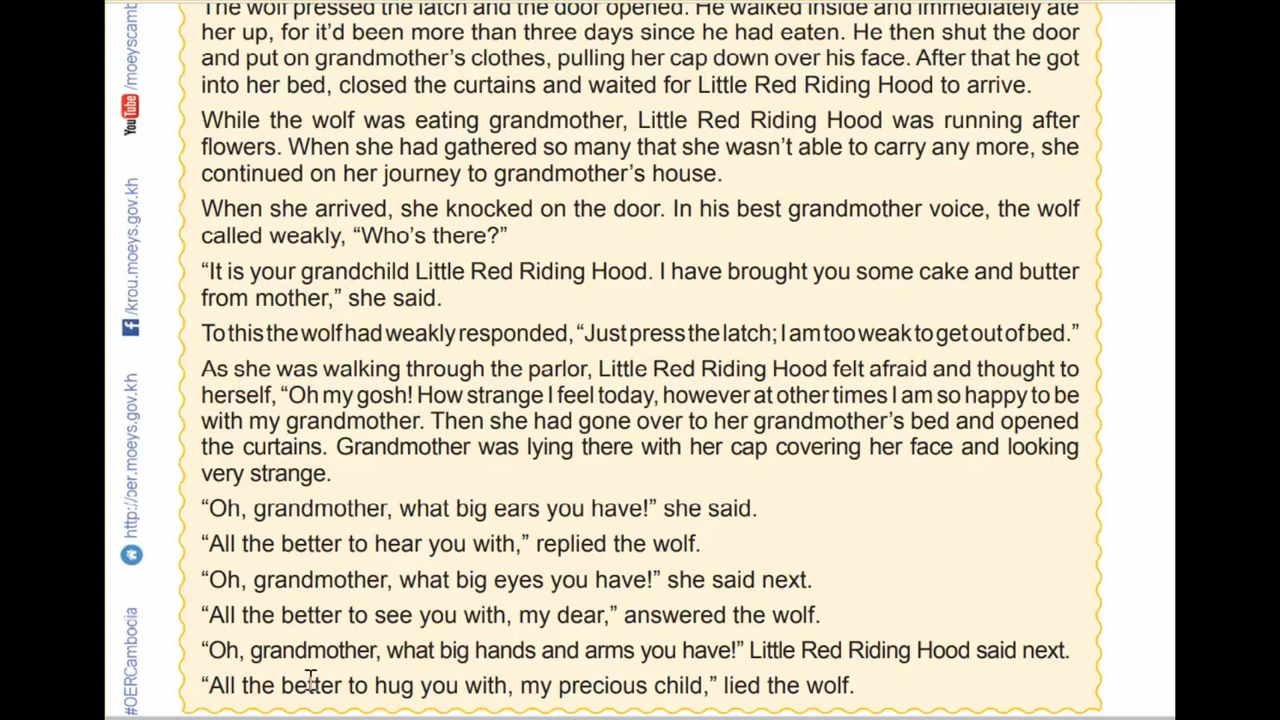 The wolf pressed the latch and the door opened. He walked inside and immediately ate
her up, for it’d been more than three days since he had eaten. He then shut the door
and put on grandmother’s clothes, pulling her cap down over his face. After that he got
into her bed, closed the curtains and waited for Little Red Riding Hood to arrive.
While the wolf was eating grandmother, Little Red Riding Hood was running after
flowers. When she had gathered so many that she wasn’t able to carry any more, she
continued on her journey to grandmother’s house.
When she arrived, she knocked on the door. In his best grandmother voice, the wolf
called weakly, “Who’s there?”
“It is your grandchild Little Red Riding Hood. I have brought you some cake and butter
from mother,” she said.
To this the wolf had weakly responded, “Just press the latch; I am too weak to get out of bed.”
As she was walking through the parlor, Little Red Riding Hood felt afraid and thought to
herself, “Oh my gosh! How strange I feel today, however at other times I am so happy to be
with my grandmother. Then she had gone over to her grandmother’s bed and opened
the curtains. Grandmother was lying there with her cap covering her face and looking
very strange.
“Oh, grandmother, what big ears you have!” she said.
“All the better to hear you with,” replied the wolf.
“Oh, grandmother, what big eyes you have!” she said next.
“All the better to see you with, my dear,” answered the wolf.
“Oh, grandmother, what big hands and arms you have!” Little Red Riding Hood said next.
“All the better to hug you with, my precious child,” lied the wolf.
YouTube /moeyscamb
/krou.moeys.gov.kh
http://oer.moeys.gov.kh
#OERCambocia